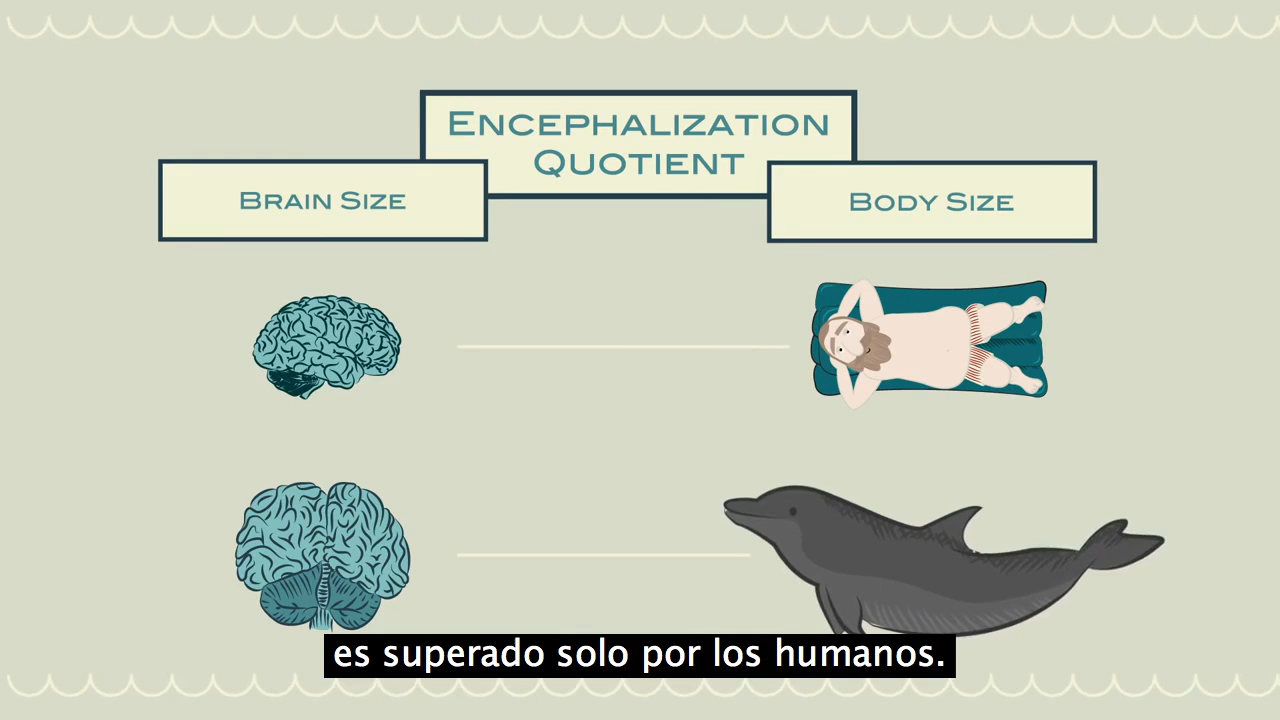 Encephalization
Quotient
Brain Size
Body Size
es superado solo por los humanos.